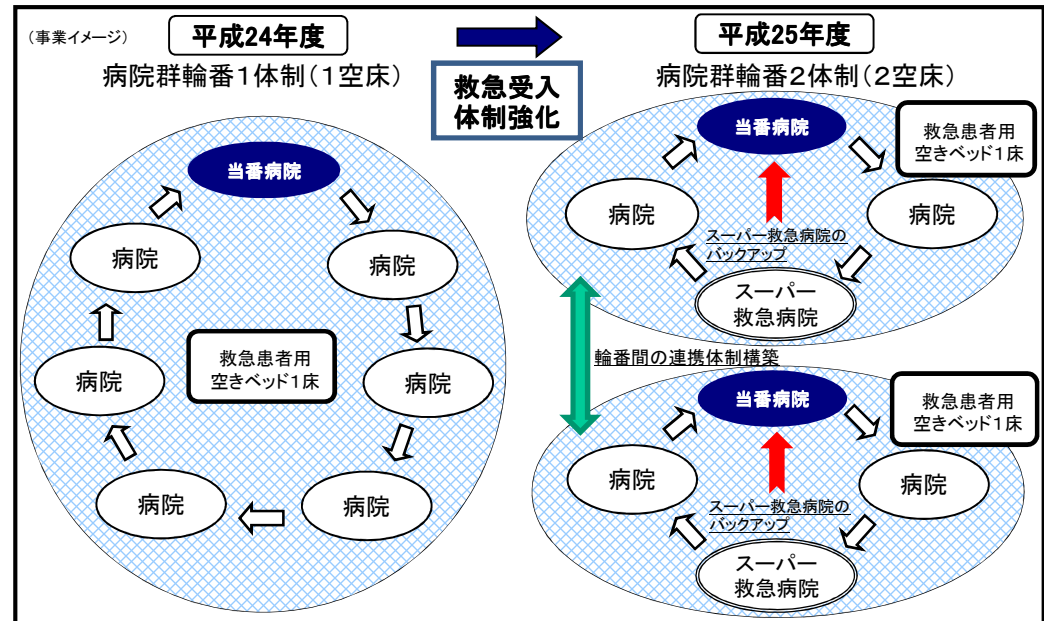 (事業イメージ)
平成24年度
病院群輪番1体制(1空床)
救急受入
体制強化
平成25年度
病院群輪番2体制(2空床)
当番病院
病院
病院
病院
病院
病院
病院
救急患者用
空きベッド1床
当番病院
救急患者用
空きベッド1床
病院
病院
スーパー救急病院の
バックアップ
スーパー
救急病院
輪番間の連携体制構築
当番病院
救急患者用
空きベッド1床
病院
病院
スーパー救急病院の
バックアップ
スーパー
救急病院